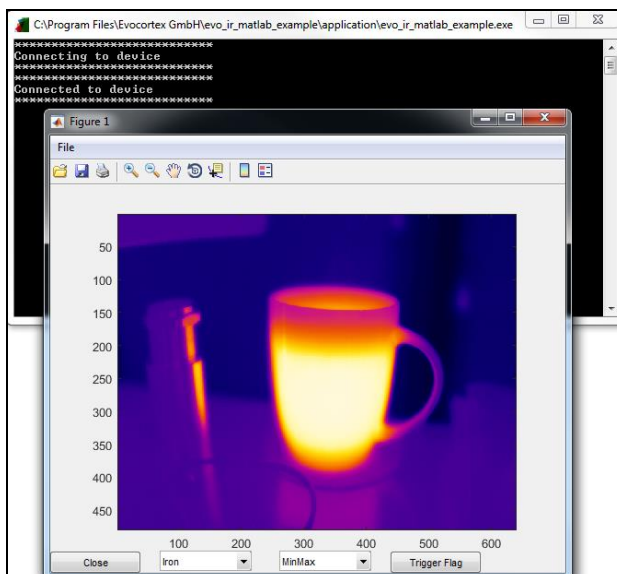 C:\Program Files\Evocortex GmbH\evo_ir_matlab_example\application\evo_ir_matlab_example.exe
****************************
Connecting to device
****************************
****************************
Connected to device
****************************
Figure 1
File
50
100
150
200
250
300
350
400
450
100 200 300 400 500 600
Close Iron MinMax Trigger Flag